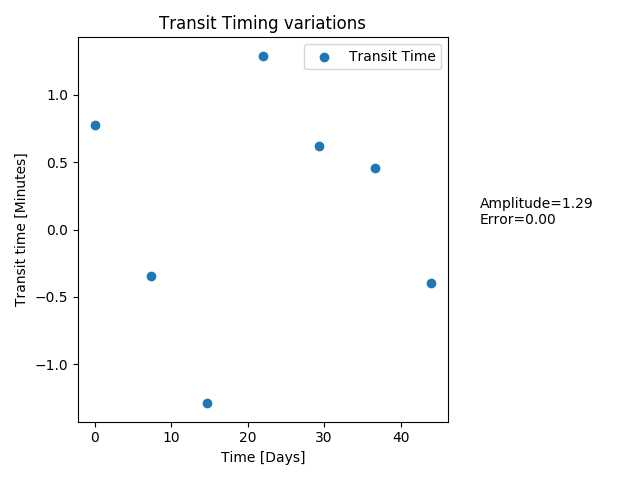 Transit Timing variations
Transit Time
1.0
0.5
0.0
−0.5
−1.0
Transit time [Minutes]
0
10
20
30
40
Time [Days]
Amplitude=1.29
Error=0.00